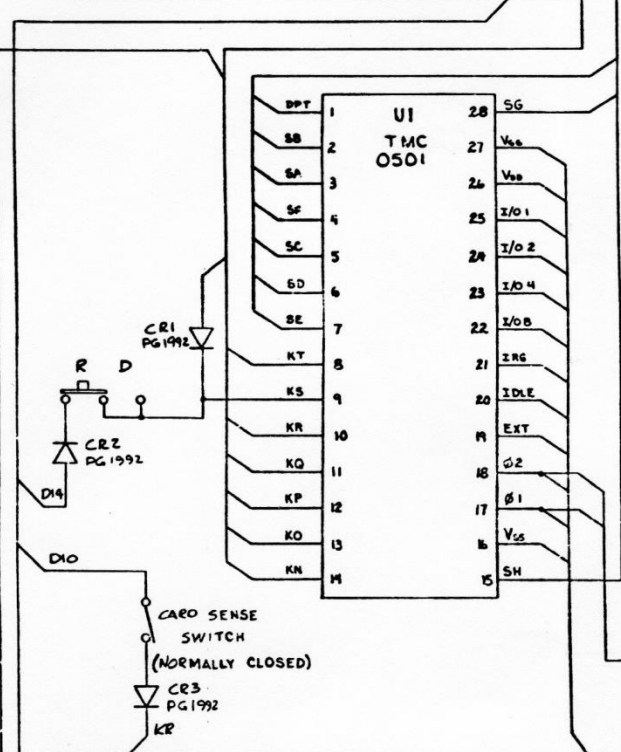 U1
TMC
0501
DPT 1
SB 2
SA 3
SF 4
SC 5
SD 6
SE 7
KT 8
KS 9
KR 10
KQ 11
KP 12
KO 13
KN 14
28 SG
27 VGG
26 VDD
25 I/O 1
24 I/O 2
23 I/O 4
22 I/O 8
21 IRG
20 IDLE
19 EXT
18 Ø2
17 Ø1
16 VSS
15 SH
CR1
PG1992
R D
CR2
PG1992
D14
D10
CARD SENSE
SWITCH
(NORMALLY CLOSED)
CR3
PG1992
KR